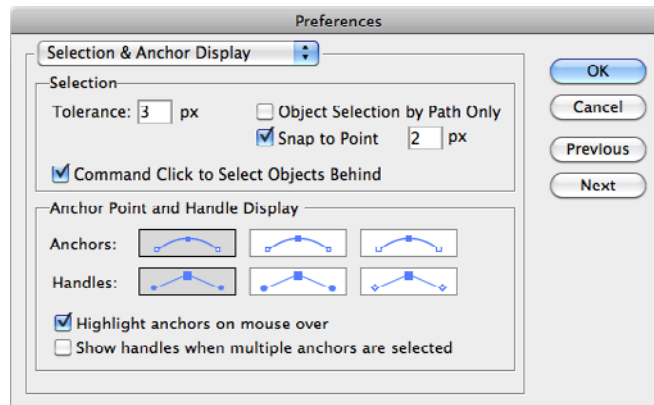 Preferences
Selection & Anchor Display
Selection
Tolerance: 3 px
Object Selection by Path Only
Snap to Point 2 px
Command Click to Select Objects Behind
Anchor Point and Handle Display
Anchors:
Handles:
Highlight anchors on mouse over
Show handles when multiple anchors are selected
OK
Cancel
Previous
Next